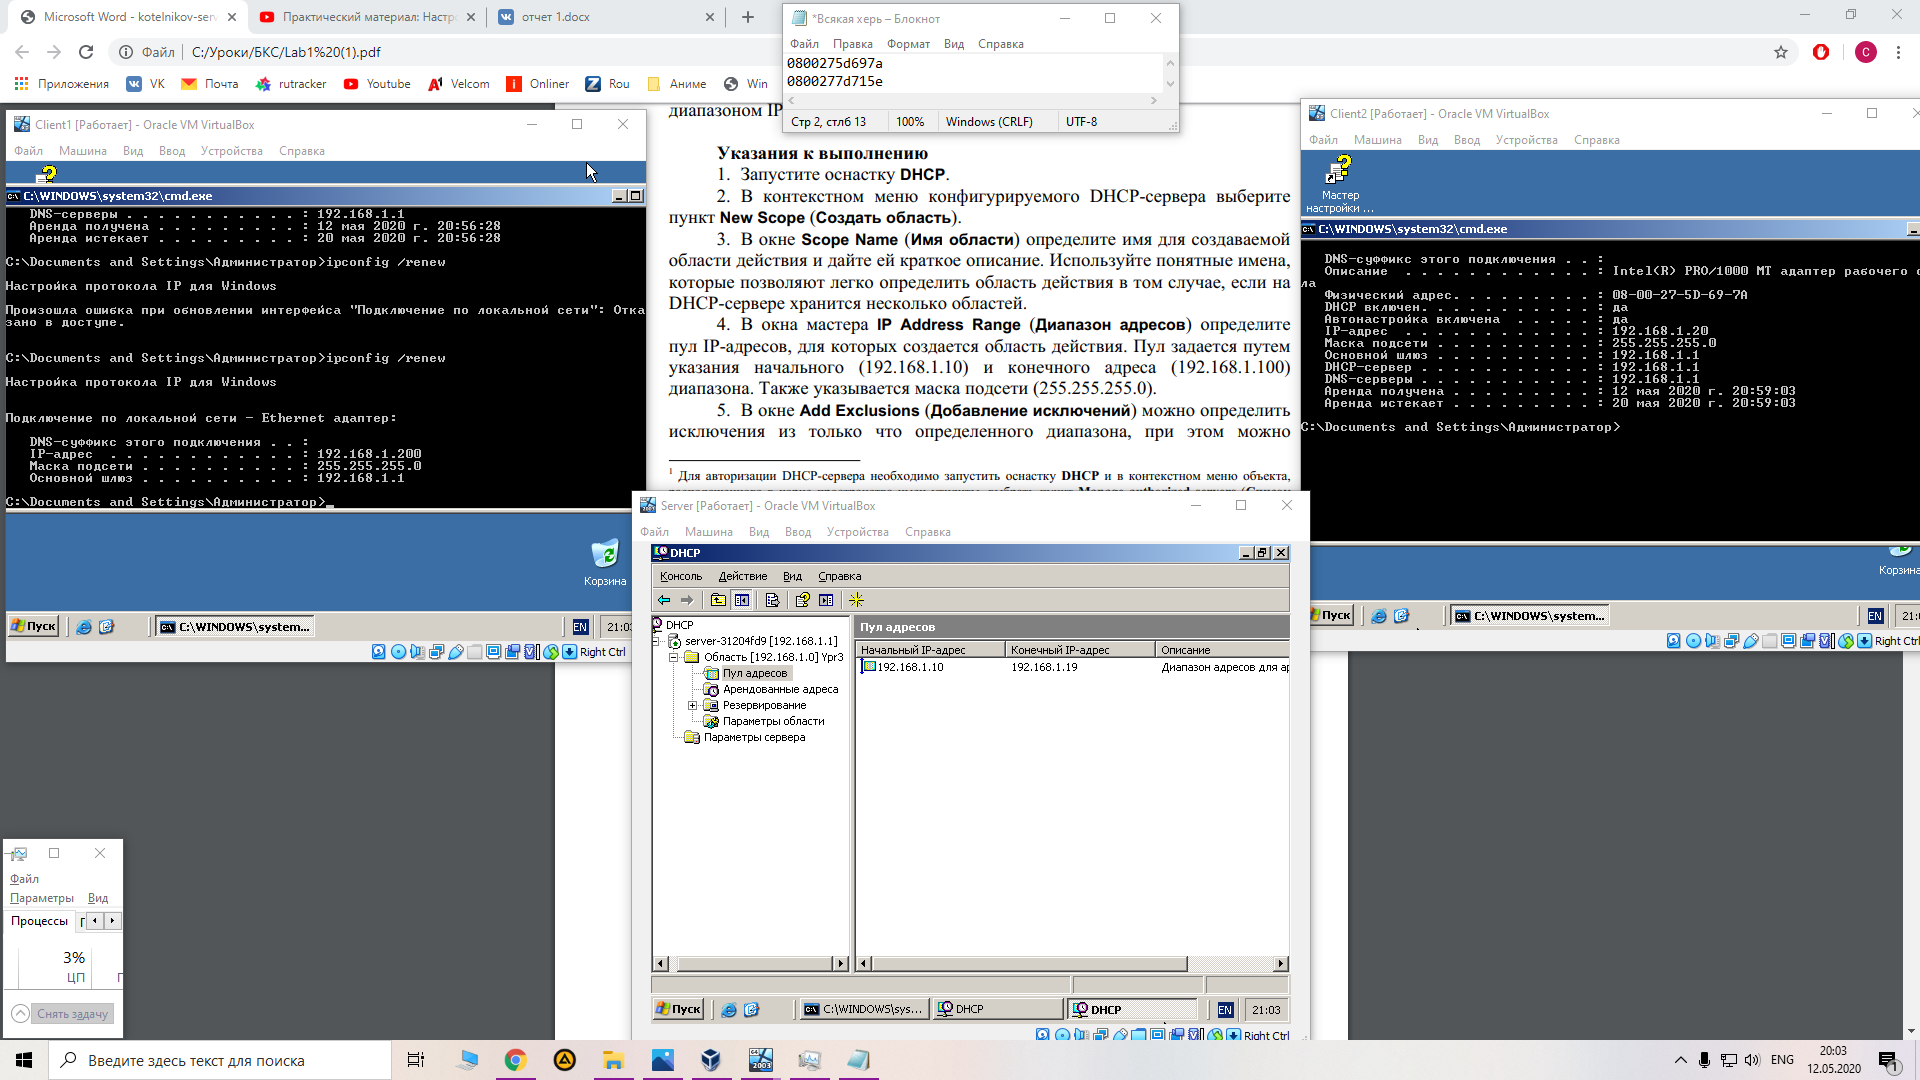 Microsoft Word - kotelnikov-serv
Практический материал: Настро
отчет 1.docx
Файл
C:/Уроки/БКС/Lab1%20(1).pdf
С
Приложения
VK
Почта
rutracker
Youtube
Velcom
Onliner
Rou
Аниме
Win
*Всякая херь – Блокнот
Файл Правка Формат Вид Справка
0800275d697a
0800277d715e
Стр 2, стлб 13
100%
Windows (CRLF)
UTF-8
диапазоном IP
Указания к выполнению
1. Запустите оснастку DHCP.
2. В контекстном меню конфигурируемого DHCP-сервера выберите
пункт New Scope (Создать область).
3. В окне Scope Name (Имя области) определите имя для создаваемой
области действия и дайте ей краткое описание. Используйте понятные имена,
которые позволяют легко определить область действия в том случае, если на
DHCP-сервере хранится несколько областей.
4. В окна мастера IP Address Range (Диапазон адресов) определите
пул IP-адресов, для которых создается область действия. Пул задается путем
указания начального (192.168.1.10) и конечного адреса (192.168.1.100)
диапазона. Также указывается маска подсети (255.255.255.0).
5. В окне Add Exclusions (Добавление исключений) можно определить
исключения из только что определенного диапазона, при этом можно
1 Для авторизации DHCP-сервера необходимо запустить оснастку DHCP и в контекстном меню объекта,
Client1 [Работает] - Oracle VM VirtualBox
Файл Машина Вид Ввод Устройства Справка
C:\WINDOWS\system32\cmd.exe
DNS-серверы . . . . . . . . . . . : 192.168.1.1
Аренда получена . . . . . . . . . : 12 мая 2020 г. 20:56:28
Аренда истекает . . . . . . . . . : 20 мая 2020 г. 20:56:28
C:\Documents and Settings\Администратор>ipconfig /renew
Настройка протокола IP для Windows
Произошла ошибка при обновлении интерфейса "Подключение по локальной сети": Отка
зано в доступе.
C:\Documents and Settings\Администратор>ipconfig /renew
Настройка протокола IP для Windows
Подключение по локальной сети - Ethernet адаптер:
DNS-суффикс этого подключения . . :
IP-адрес . . . . . . . . . . . . : 192.168.1.200
Маска подсети . . . . . . . . . . : 255.255.255.0
Основной шлюз . . . . . . . . . . : 192.168.1.1
C:\Documents and Settings\Администратор>_
Корзина
Пуск
C:\WINDOWS\system...
EN
21:03
Right Ctrl
Client2 [Работает] - Oracle VM VirtualBox
Файл Машина Вид Ввод Устройства Справка
Мастер
настройки ...
C:\WINDOWS\system32\cmd.exe
DNS-суффикс этого подключения . . :
Описание . . . . . . . . . . . . : Intel(R) PRO/1000 MT адаптер рабочего с
ла
Физический адрес. . . . . . . . . : 08-00-27-5D-69-7A
DHCP включен. . . . . . . . . . . : да
Автонастройка включена . . . . . : да
IP-адрес . . . . . . . . . . . . : 192.168.1.20
Маска подсети . . . . . . . . . . : 255.255.255.0
Основной шлюз . . . . . . . . . . : 192.168.1.1
DHCP-сервер . . . . . . . . . . . : 192.168.1.1
DNS-серверы . . . . . . . . . . . : 192.168.1.1
Аренда получена . . . . . . . . . : 12 мая 2020 г. 20:59:03
Аренда истекает . . . . . . . . . : 20 мая 2020 г. 20:59:03
C:\Documents and Settings\Администратор>
Корзина
Пуск
C:\WINDOWS\system...
EN
21:
Right Ctrl
Server [Работает] - Oracle VM VirtualBox
Файл Машина Вид Ввод Устройства Справка
DHCP
Консоль Действие Вид Справка
DHCP
server-31204fd9 [192.168.1.1]
Область [192.168.1.0] Ypr3
Пул адресов
Арендованные адреса
Резервирование
Параметры области
Параметры сервера
Пул адресов
Начальный IP-адрес Конечный IP-адрес Описание
192.168.1.10 192.168.1.19 Диапазон адресов для ар
Пуск
C:\WINDOWS\sys...
DHCP
DHCP
EN
21:03
Right Ctrl
Файл
Параметры Вид
Процессы
3%
ЦП
Снять задачу
Введите здесь текст для поиска
ENG
20:03
12.05.2020
1